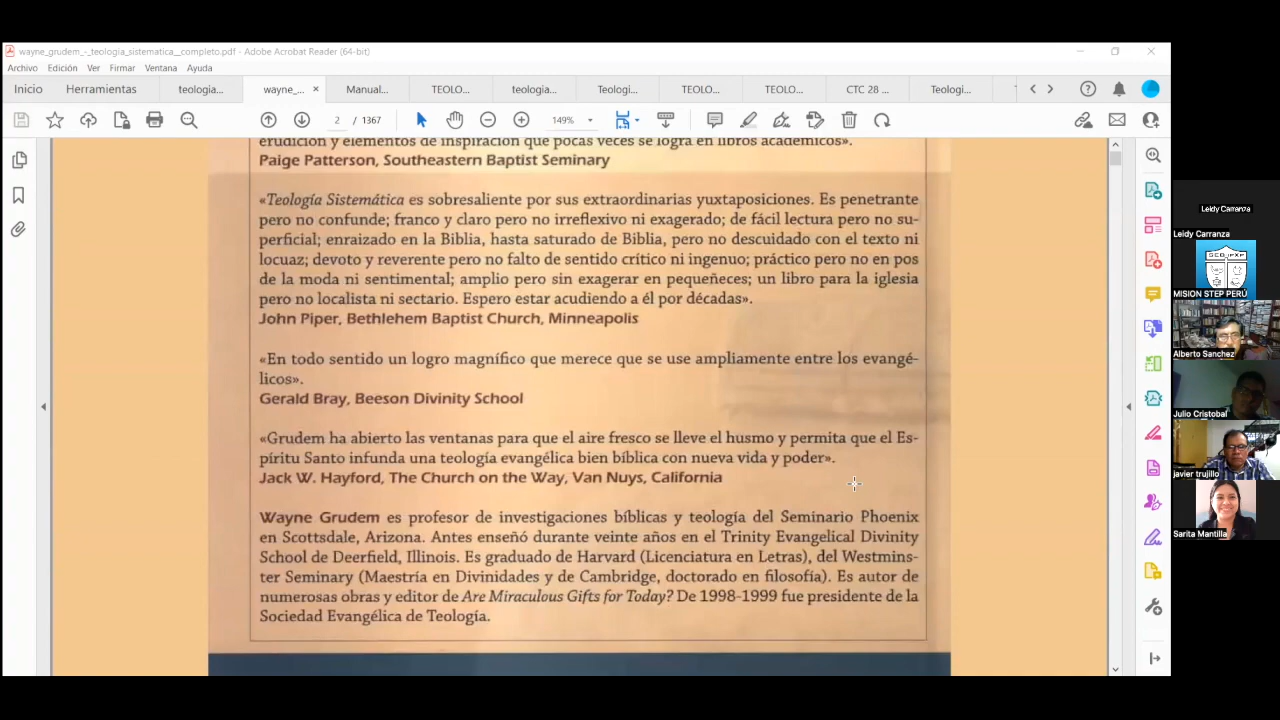 wayne_grudem_-_teologia_sistematica__completo.pdf - Adobe Acrobat Reader (64-bit)
Archivo Edición Ver Firmar Ventana Ayuda
Inicio Herramientas teologia... wayne_... × Manual... TEOLO... teologia... Teologi... TEOLO... TEOLO... CTC 28 ... Teologi...
2 / 1367 149%
erudición y elementos de inspiración que pocas veces se logra en libros académicos».
Paige Patterson, Southeastern Baptist Seminary
«Teología Sistemática es sobresaliente por sus extraordinarias yuxtaposiciones. Es penetrante
pero no confunde; franco y claro pero no irreflexivo ni exagerado; de fácil lectura pero no su-
perficial; enraizado en la Biblia, hasta saturado de Biblia, pero no descuidado con el texto ni
locuaz; devoto y reverente pero no falto de sentido crítico ni ingenuo; práctico pero no en pos
de la moda ni sentimental; amplio pero sin exagerar en pequeñeces; un libro para la iglesia
pero no localista ni sectario. Espero estar acudiendo a él por décadas».
John Piper, Bethlehem Baptist Church, Minneapolis
«En todo sentido un logro magnífico que merece que se use ampliamente entre los evangé-
licos».
Gerald Bray, Beeson Divinity School
«Grudem ha abierto las ventanas para que el aire fresco se lleve el husmo y permita que el Es-
píritu Santo infunda una teología evangélica bien bíblica con nueva vida y poder».
Jack W. Hayford, The Church on the Way, Van Nuys, California
Wayne Grudem es profesor de investigaciones bíblicas y teología del Seminario Phoenix
en Scottsdale, Arizona. Antes enseñó durante veinte años en el Trinity Evangelical Divinity
School de Deerfield, Illinois. Es graduado de Harvard (Licenciatura en Letras), del Westmins-
ter Seminary (Maestría en Divinidades y de Cambridge, doctorado en filosofía). Es autor de
numerosas obras y editor de Are Miraculous Gifts for Today? De 1998-1999 fue presidente de la
Sociedad Evangélica de Teología.
Leidy Carranza
Leidy Carranza
MISION STEP PERÚ
Alberto Sanchez
Julio Cristobal
javier trujillo
Sarita Mantilla